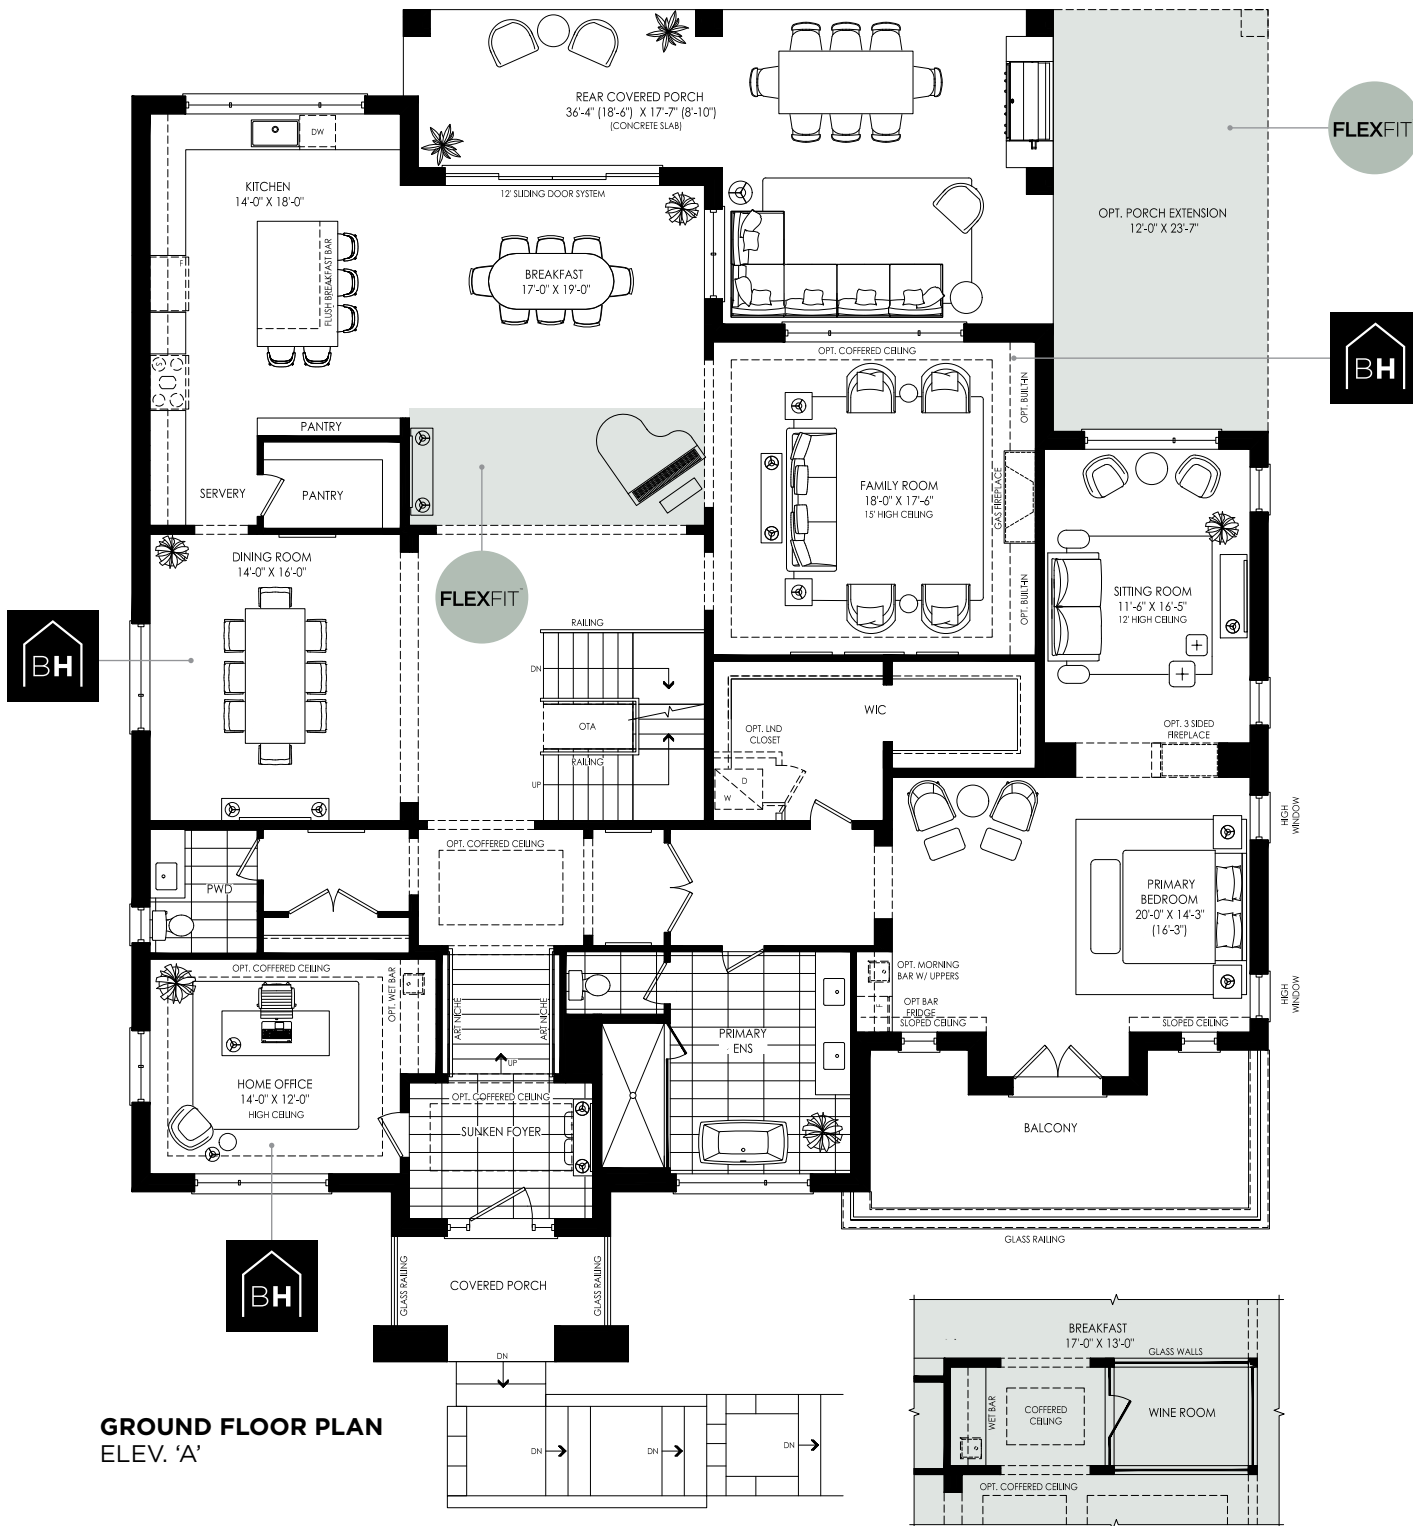 REAR COVERED PORCH
36'-4" (18'-6") X 17'-7" (8'-10")
(CONCRETE SLAB)
FLEXFIT
DW
KITCHEN
14'-0" X 18'-0"
12' SLIDING DOOR SYSTEM
OPT. PORCH EXTENSION
12'-0" X 23'-7"
FLUSH BREAKFAST BAR
F
BREAKFAST
17'-0" X 19'-0"
S
OPT. COFFERED CEILING
OPT. BUILT-IN
BH
PANTRY
SERVERY
PANTRY
FAMILY ROOM
18'-0" X 17'-6"
15' HIGH CEILING
GAS FIREPLACE
OPT. BUILT-IN
DINING ROOM
14'-0" X 16'-0"
FLEXFIT
SITTING ROOM
11'-6" X 16'-5"
12' HIGH CEILING
BH
RAILING
DN
OTA
RAILING
UP
WIC
OPT. LND
CLOSET
D
W
OPT. 3 SIDED
FIREPLACE
HIGH
WINDOW
OPT. COFFERED CEILING
PWD
PRIMARY
BEDROOM
20'-0" X 14'-3"
(16'-3")
OPT. COFFERED CEILING
OPT. WET BAR
ART NICHE
ART NICHE
UP
OPT. MORNING
BAR W/ UPPERS
OPT BAR
FRIDGE
F
SLOPED CEILING
SLOPED CEILING
HIGH
WINDOW
PRIMARY
ENS
HOME OFFICE
14'-0" X 12'-0"
HIGH CEILING
OPT. COFFERED CEILING
SUNKEN FOYER
BALCONY
GLASS RAILING
BH
GLASS RAILING
COVERED PORCH
GLASS RAILING
DN
DN
DN
DN
GROUND FLOOR PLAN
ELEV. ‘A’
BREAKFAST
17'-0" X 13'-0"
GLASS WALLS
WET BAR
COFFERED
CEILING
WINE ROOM
OPT. COFFERED CEILING